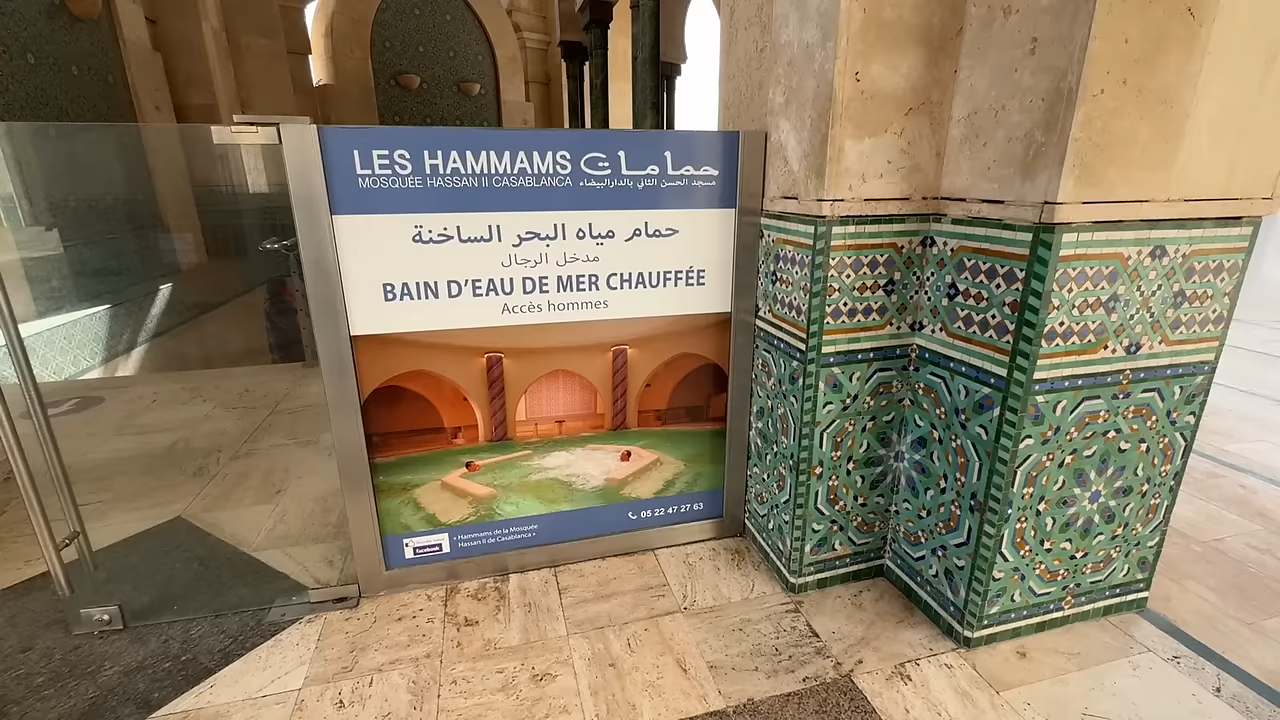 LES HAMMAMS حمامات
MOSQUÉE HASSAN II CASABLANCA مسجد الحسن الثاني بالدارالبيضاء
حمام مياه البحر الساخنة
مدخل الرجال
BAIN D'EAU DE MER CHAUFFÉE
Accès hommes
05 22 47 27 63
« Hammams de la Mosquée
Hassan II de Casablanca »
facebook